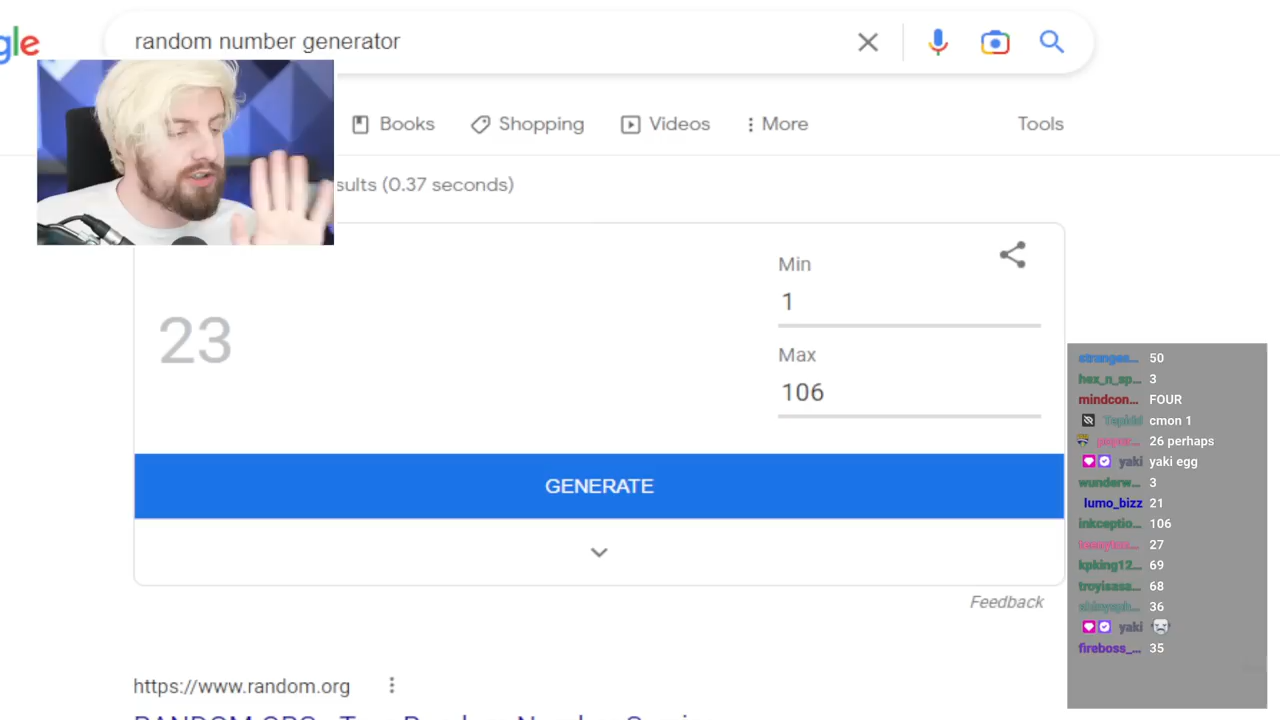 gle
random number generator
Books
Shopping
Videos
More
Tools
sults (0.37 seconds)
23
Min
1
Max
106
GENERATE
Feedback
https://www.random.org
stranges... 50
hex_n_sp... 3
mindcon... FOUR
cmon 1
26 perhaps
yaki yaki egg
wunderw... 3
lumo_bizz 21
inkceptio... 106
27
kpking12... 69
troyisasa... 68
36
yaki
fireboss_... 35